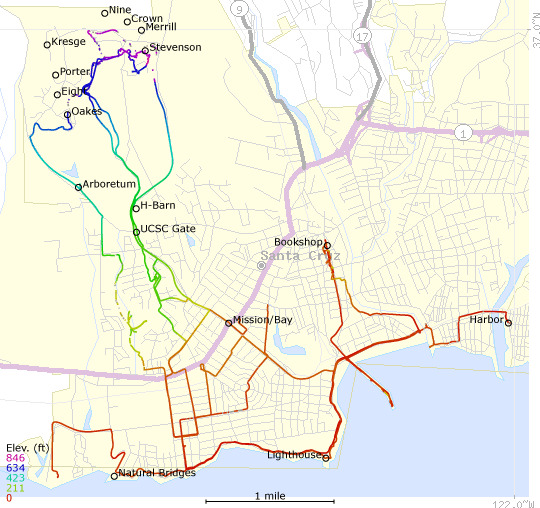 Nine
Crown
Merrill
Kresge
Stevenson
Porter
Eight
Oakes
Arboretum
H-Barn
UCSC Gate
Bookshop
Santa Cruz
Mission/Bay
Harbor
Lighthouse
Natural Bridges
9
17
1
37.0°N
122.0°W
Elev. (ft)
846
634
423
211
0
1 mile